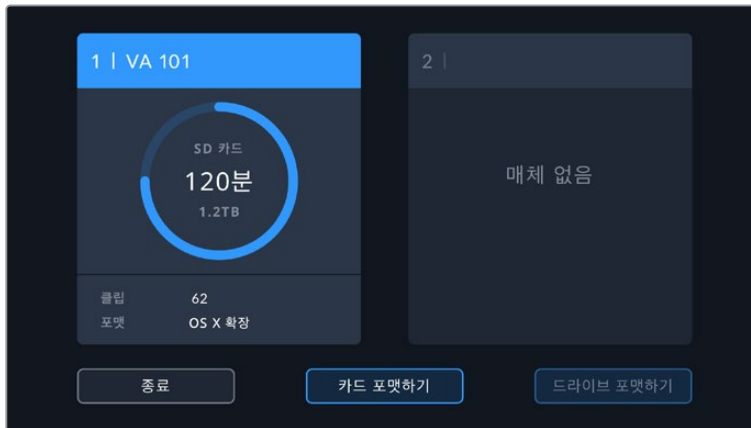 1 | VA 101
SD 카드
120분
1.2TB
클립 62
포맷 OS X 확장
2 |
매체 없음
종료
카드 포맷하기
드라이브 포맷하기